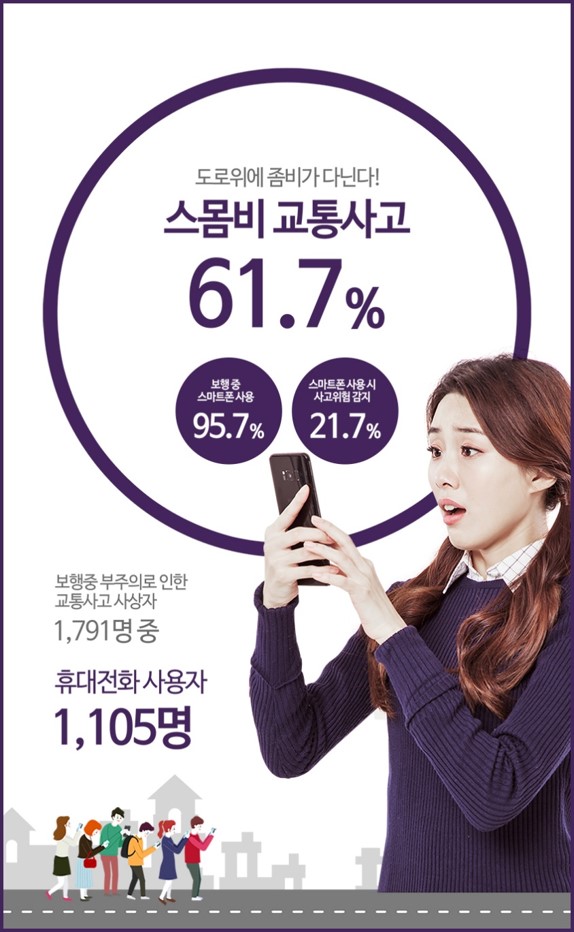 도로위에 좀비가 다닌다!
스몸비 교통사고
61.7%
보행 중
스마트폰 사용
95.7%
스마트폰 사용 시
사고위험 감지
21.7%
보행중 부주의로 인한
교통사고 사상자
1,791명 중
휴대전화 사용자
1,105명